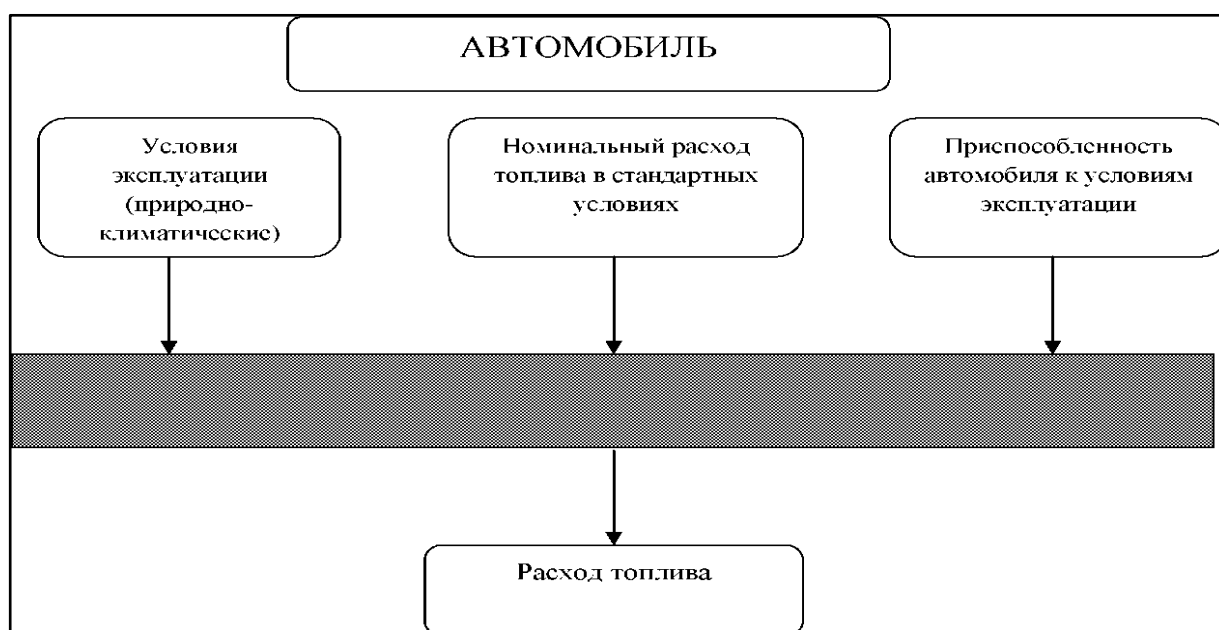 АВТОМОБИЛЬ
Условия
эксплуатации
(природно-
климатические)
Номинальный расход
топлива в стандартных
условиях
Приспособленность
автомобиля к условиям
эксплуатации
Расход топлива